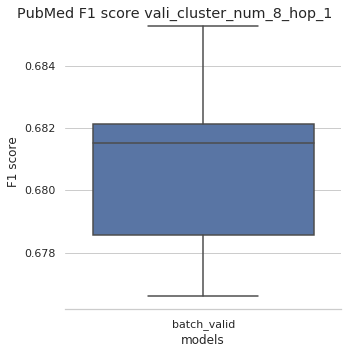 PubMed F1 score vali_cluster_num_8_hop_1
0.684
0.682
0.680
0.678
F1 score
batch_valid
models